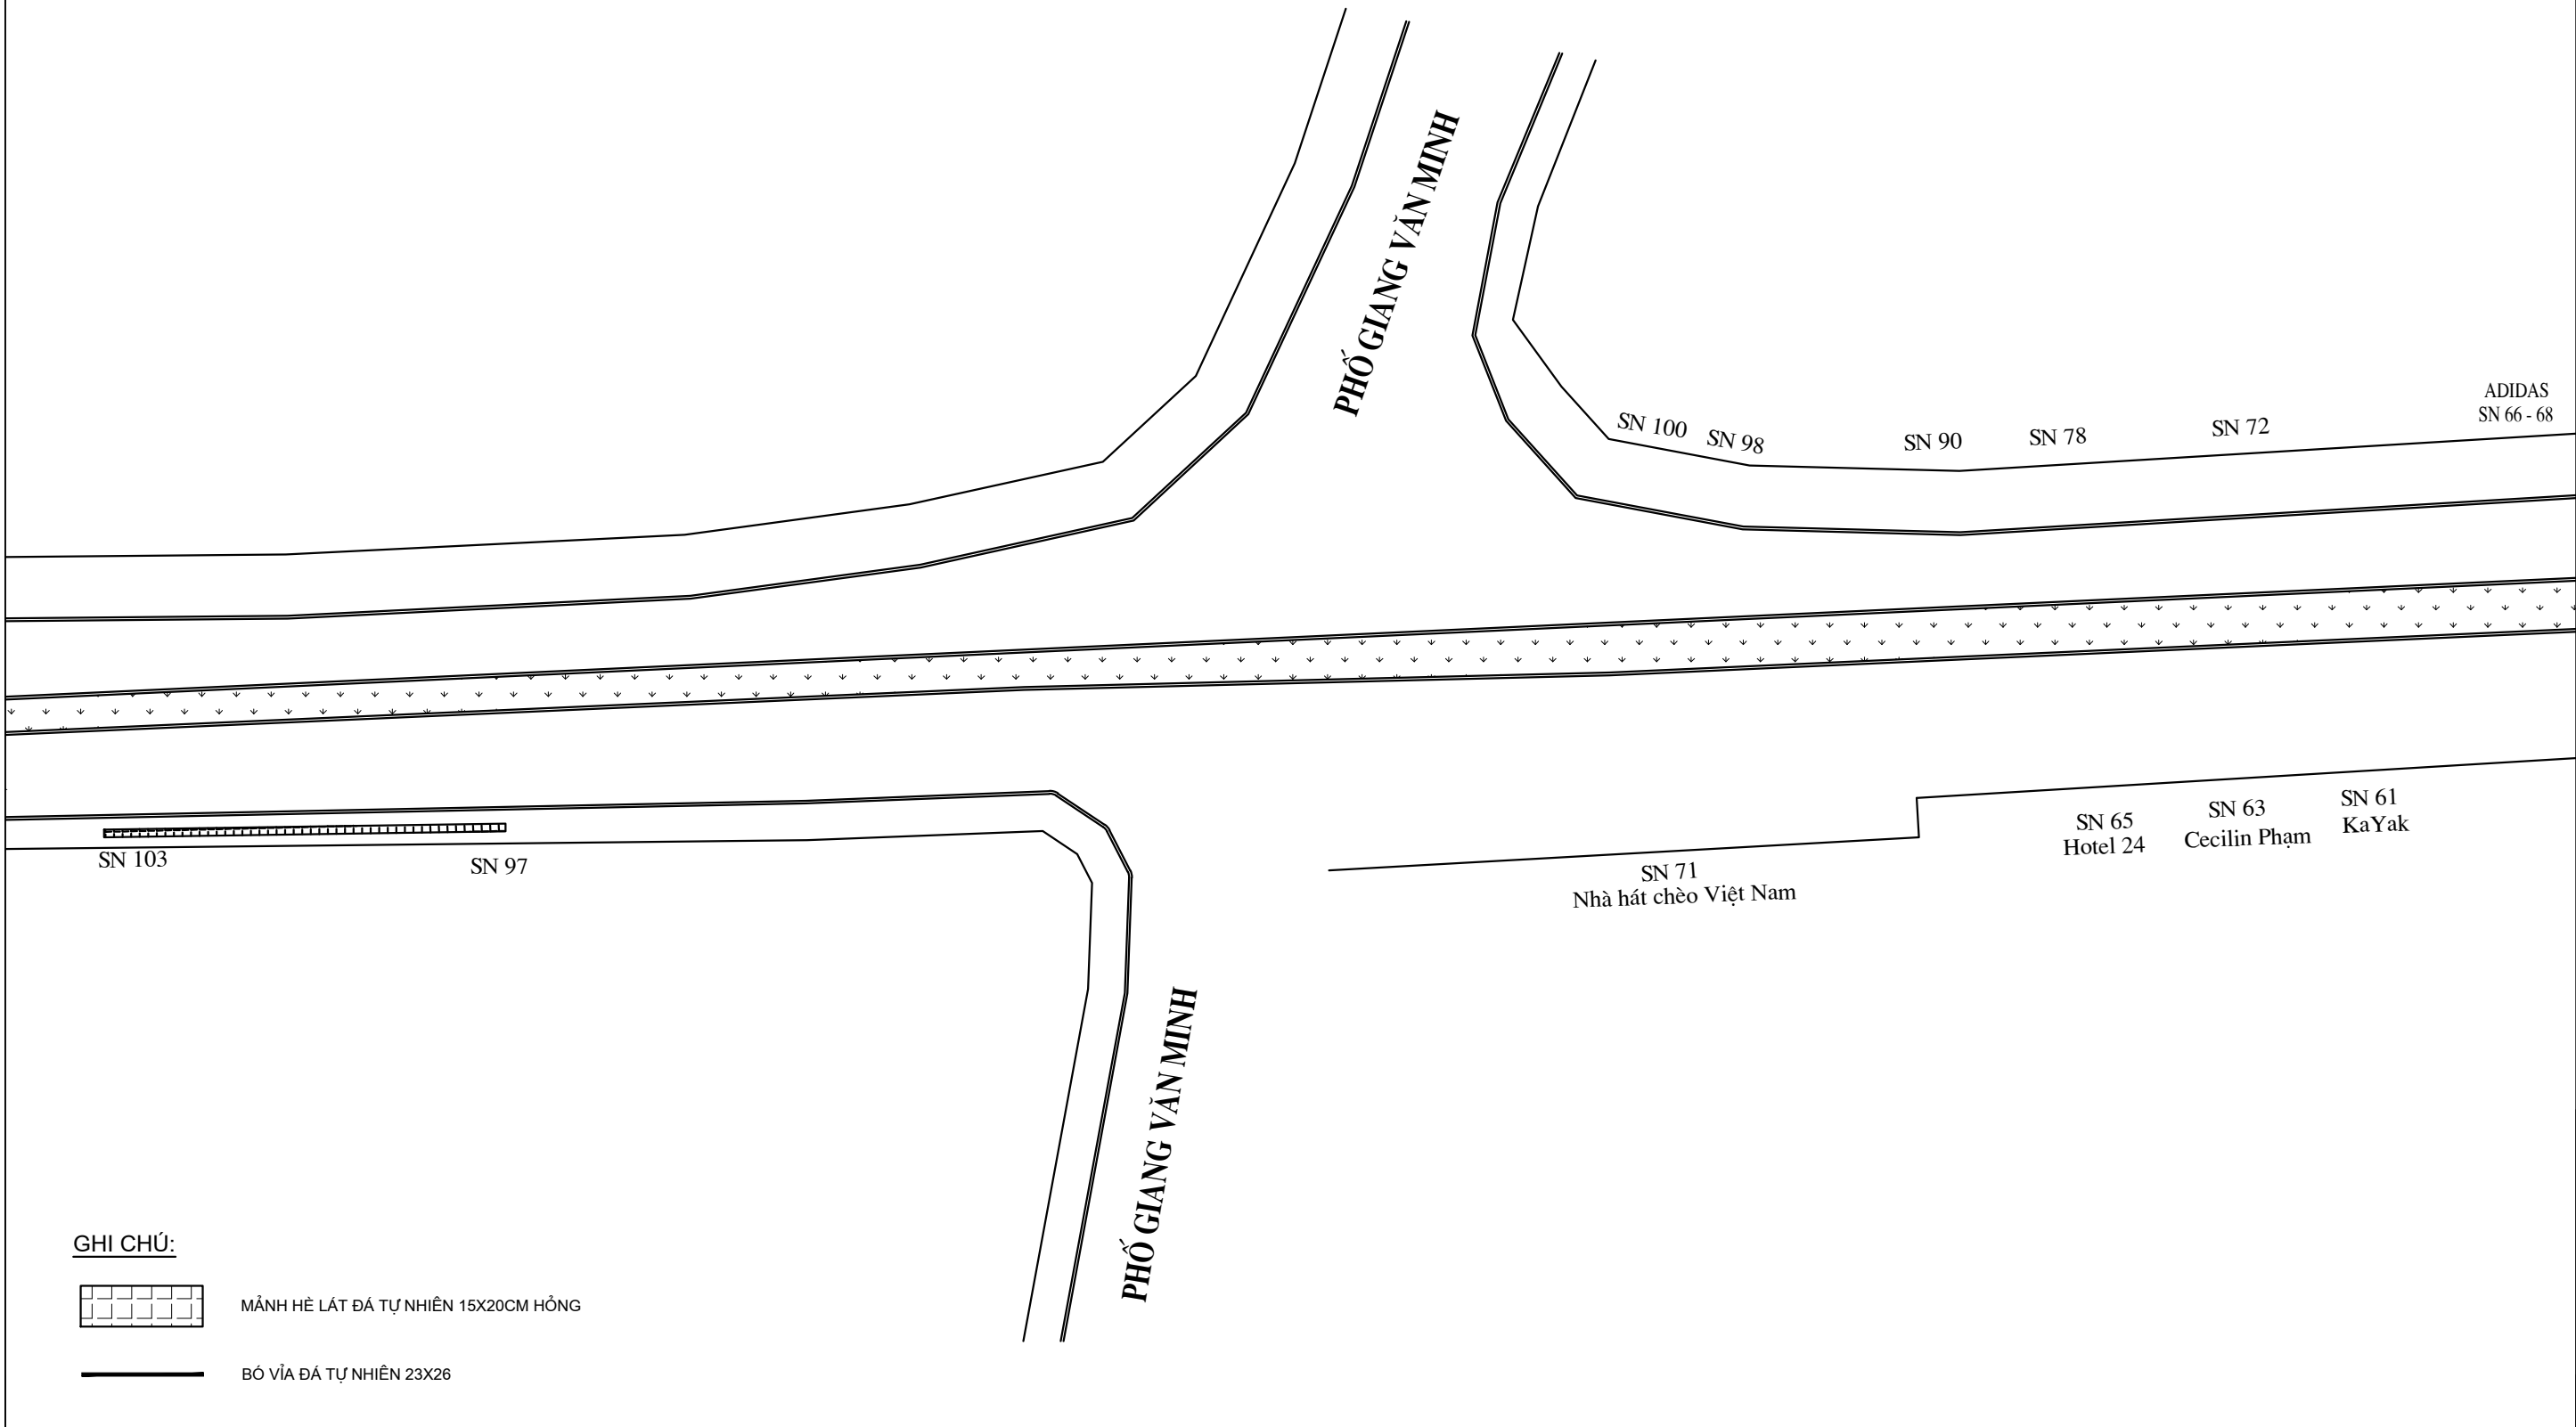 PHỐ GIANG VĂN MINH
ADIDAS
SN 66 - 68
SN 100
SN 98
SN 90
SN 78
SN 72
SN 61
KaYak
SN 63
Cecilin Phạm
SN 65
Hotel 24
SN 71
Nhà hát chèo Việt Nam
SN 103
SN 97
PHỐ GIANG VĂN MINH
GHI CHÚ:
MẢNH HÈ LÁT ĐÁ TỰ NHIÊN 15X20CM HỎNG
BÓ VỈA ĐÁ TỰ NHIÊN 23X26